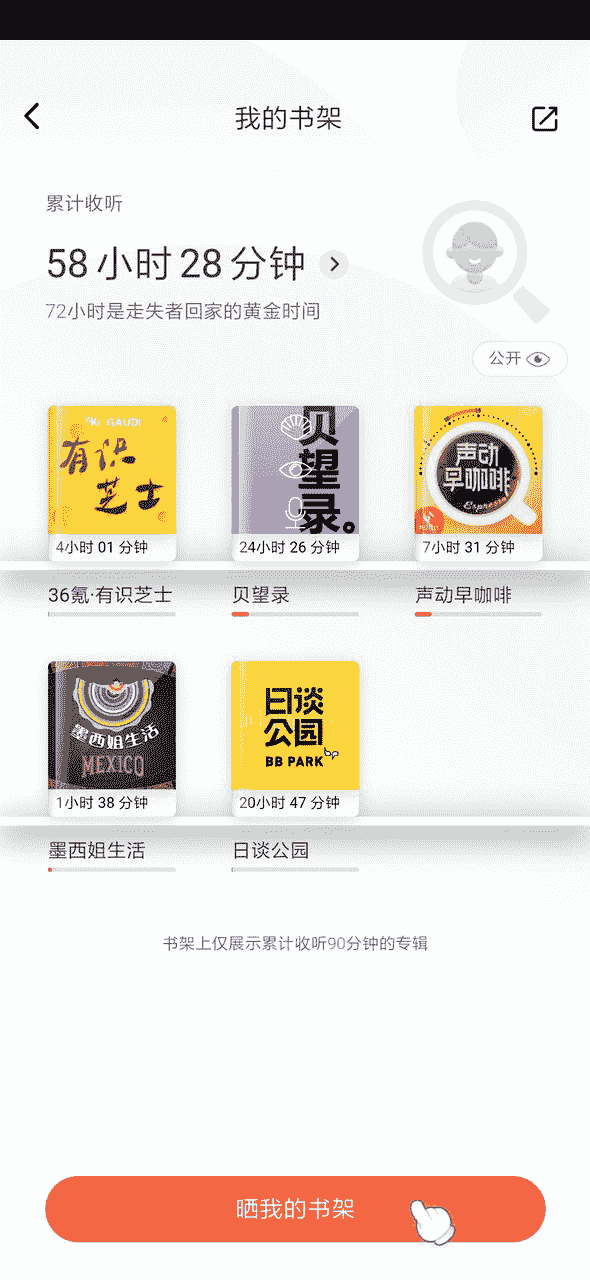 我的书架
累计收听
58 小时 28 分钟
72小时是走失者回家的黄金时间
公开
有识
芝士
贝
望
录。
声动
早咖啡
Espresso
4小时 01 分钟
24小时 26 分钟
7小时 31 分钟
36氪·有识芝士
贝望录
声动早咖啡
墨西姐生活
MEXICO
日谈
公园
BB PARK
1小时 38 分钟
20小时 47 分钟
墨西姐生活
日谈公园
书架上仅展示累计收听90分钟的专辑
晒我的书架